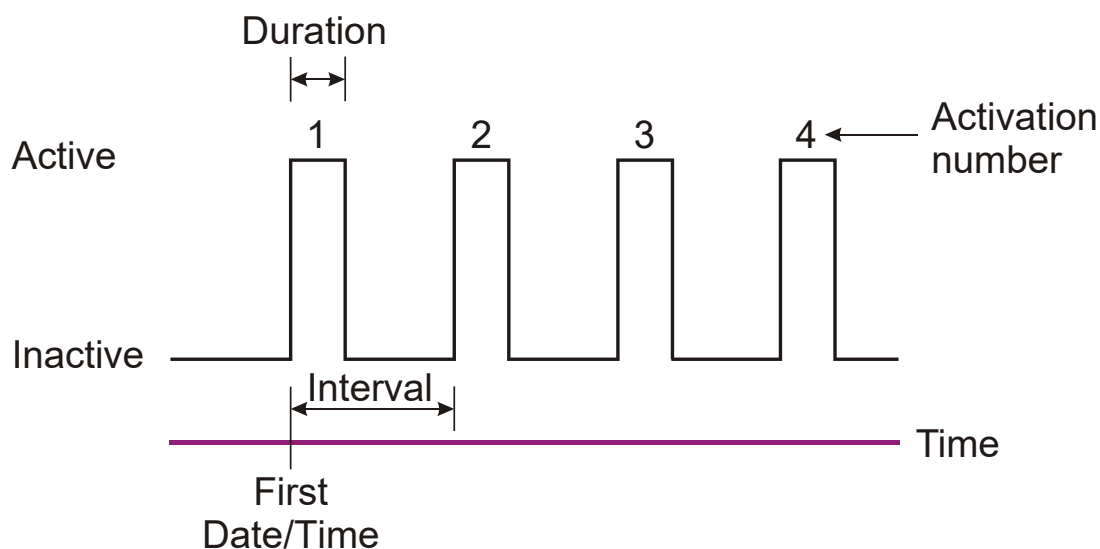 Duration
1
2
3
4
Activation
number
Active
Inactive
Interval
Time
First
Date/Time